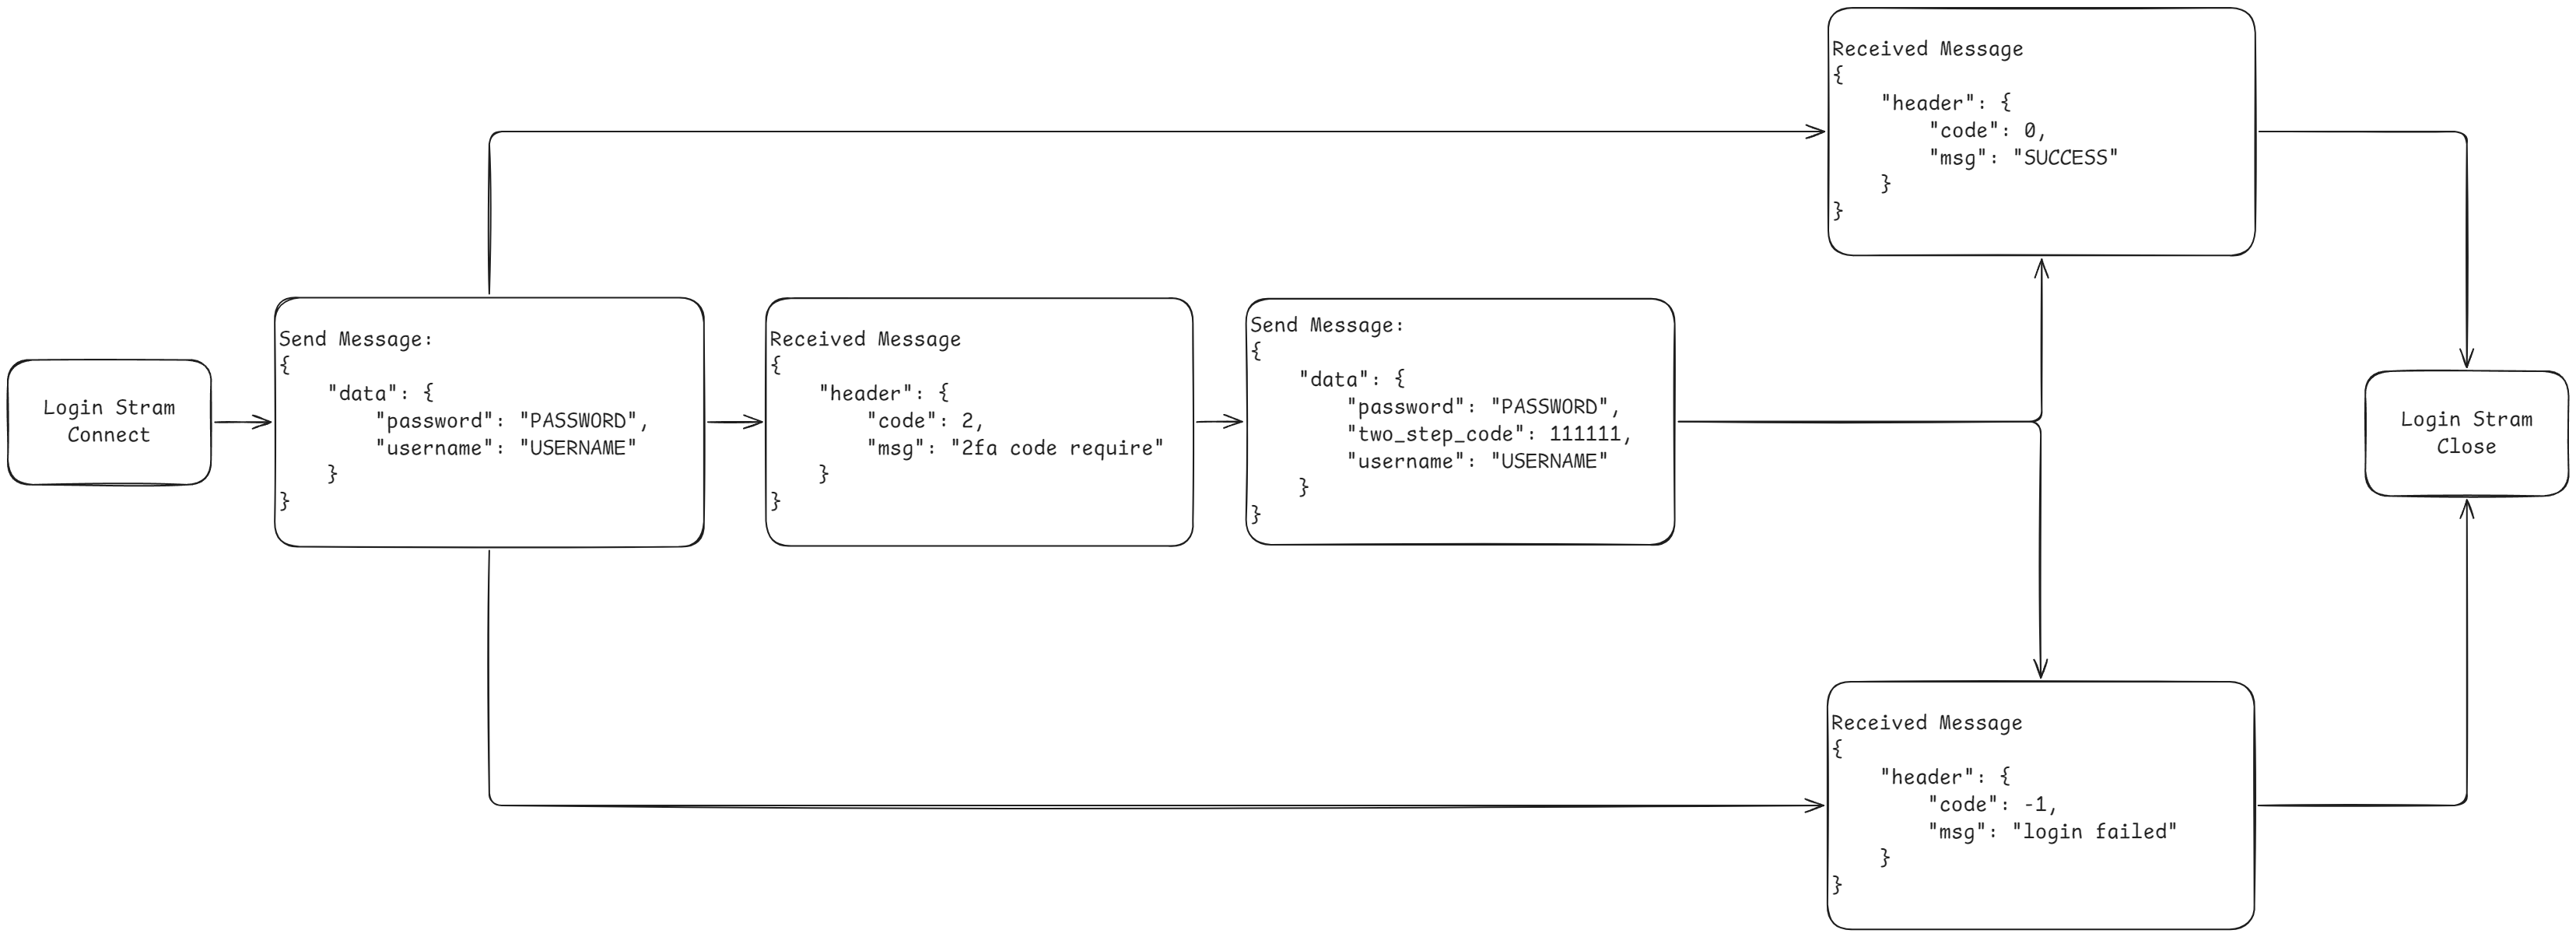 Login Stram
Connect
Send Message:
{
    "data": {
        "password": "PASSWORD",
        "username": "USERNAME"
    }
}
Received Message
{
    "header": {
        "code": 2,
        "msg": "2fa code require"
    }
}
Send Message:
{
    "data": {
        "password": "PASSWORD",
        "two_step_code": 111111,
        "username": "USERNAME"
    }
}
Received Message
{
    "header": {
        "code": 0,
        "msg": "SUCCESS"
    }
}
Received Message
{
    "header": {
        "code": -1,
        "msg": "login failed"
    }
}
Login Stram
Close